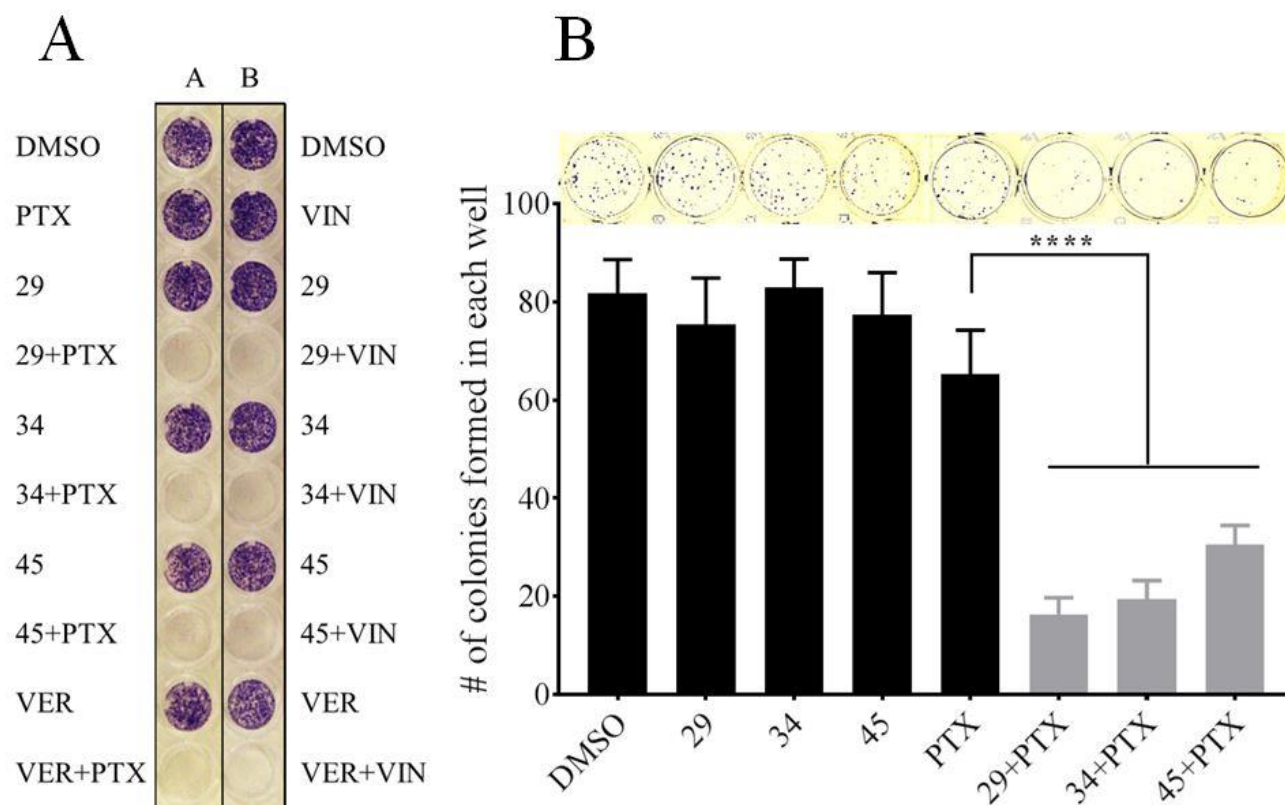 A
B
A B
DMSO DMSO
PTX VIN
29 29
29+PTX 29+VIN
34 34
34+PTX 34+VIN
45 45
45+PTX 45+VIN
VER VER
VER+PTX VER+VIN
# of colonies formed in each well
100
80
60
40
20
0
****
DMSO 29 34 45 PTX 29+PTX 34+PTX 45+PTX